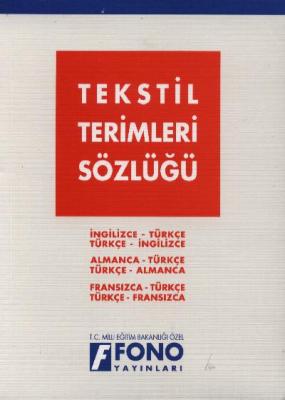 TEKSTİL
TERİMLERİ
SÖZLÜĞÜ
İNGİLİZCE - TÜRKÇE
TÜRKÇE - İNGİLİZCE
ALMANCA - TÜRKÇE
TÜRKÇE - ALMANCA
FRANSIZCA - TÜRKÇE
TÜRKÇE - FRANSIZCA
T.C. MİLLİ EĞİTİM BAKANLIĞI ÖZEL
FONO
YAYINLARI